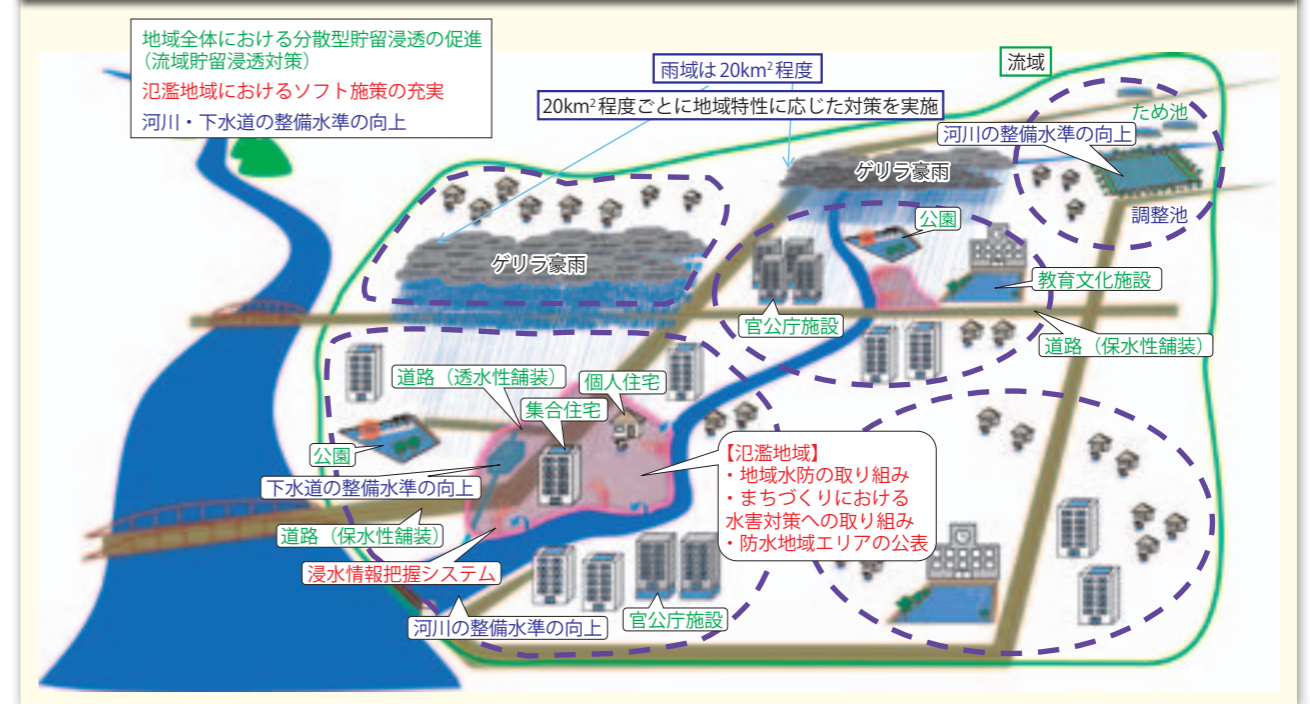 地域全体における分散型貯留浸透の促進
（流域貯留浸透対策）
氾濫地域におけるソフト施策の充実
河川・下水道の整備水準の向上
雨域は20km²程度
20km²程度ごとに地域特性に応じた対策を実施
流域
ため池
河川の整備水準の向上
調整池
ゲリラ豪雨
公園
ゲリラ豪雨
教育文化施設
官公庁施設
道路（保水性舗装）
道路（透水性舗装）
個人住宅
集合住宅
公園
下水道の整備水準の向上
道路（保水性舗装）
浸水情報把握システム
河川の整備水準の向上
官公庁施設
【氾濫地域】
・地域水防の取り組み
・まちづくりにおける
水害対策への取り組み
・防水地域エリアの公表